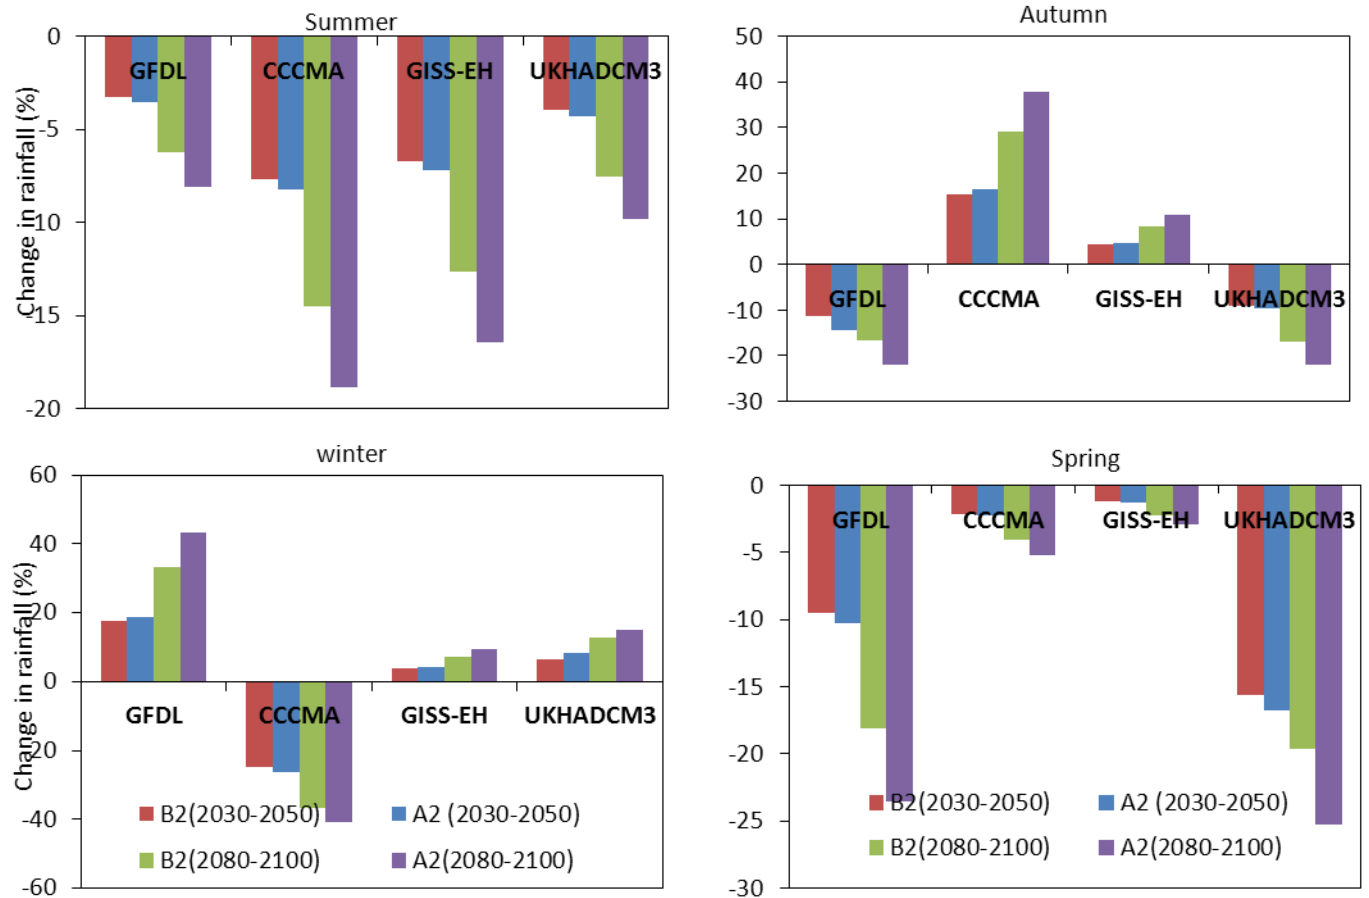 Summer
Change in rainfall (%)
0
-5
-10
-15
-20
GFDL CCCMA GISS-EH UKHADCM3
Autumn
50
40
30
20
10
0
-10
-20
-30
GFDL CCCMA GISS-EH UKHADCM3
winter
Change in rainfall (%)
60
40
20
0
-20
-40
-60
GFDL CCCMA GISS-EH UKHADCM3
B2(2030-2050) A2 (2030-2050)
B2(2080-2100) A2(2080-2100)
Spring
0
-5
-10
-15
-20
-25
-30
GFDL CCCMA GISS-EH UKHADCM3
B2(2030-2050) A2 (2030-2050)
B2(2080-2100) A2(2080-2100)